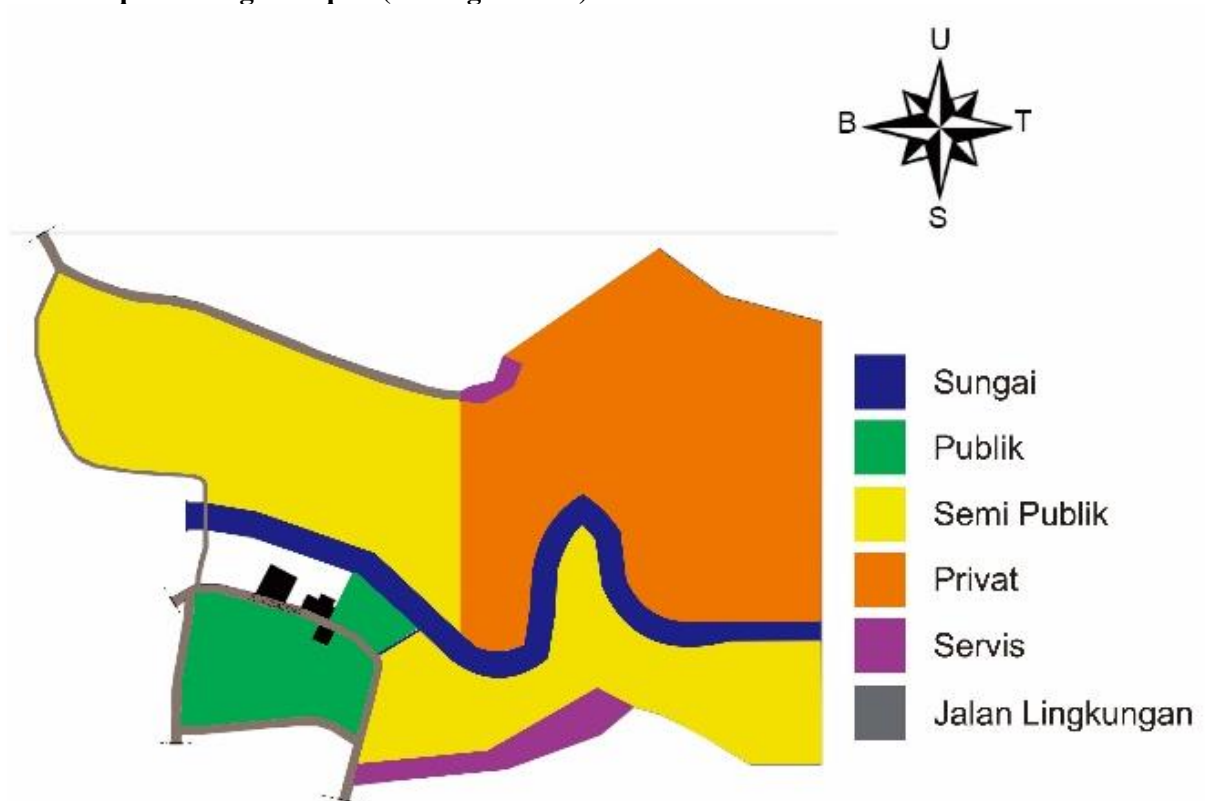 U
B
T
S
Sungai
Publik
Semi Publik
Privat
Servis
Jalan Lingkungan